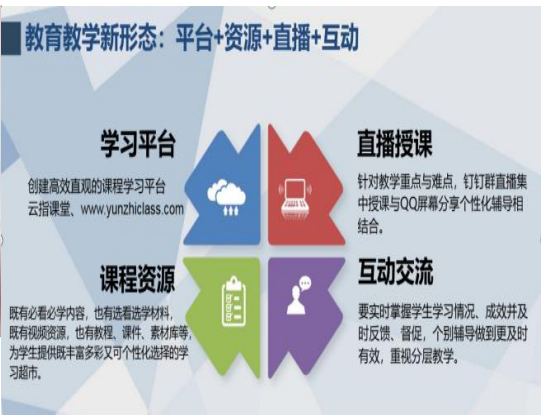 教育教学新形态：平台+资源+直播+互动
学习平台
创建高效直观的课程学习平台
云指课堂、www.yunzhiclass.com
直播授课
针对教学重点与难点，钉钉群直播集
中授课与QQ屏幕分享个性化辅导相
结合。
课程资源
既有必看必学内容，也有选看选学材料，
既有视频资源，也有教程、课件、素材库等，
为学生提供既丰富多彩又可个性化选择的学
习超市。
互动交流
要实时掌握学生学习情况、成效并及
时反馈、督促，个别辅导做到更及时
有效，重视分层教学。